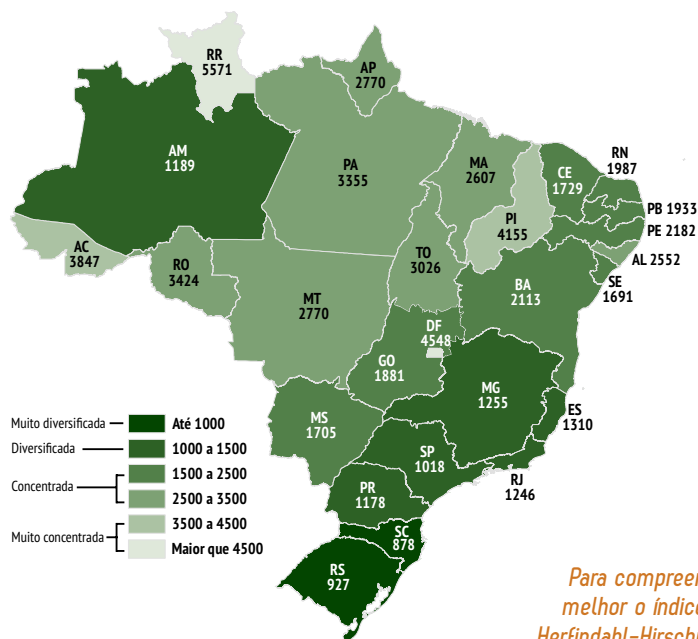 RR
5571
AP
2770
AM
1189
PA
3355
MA
2607
CE
1729
RN
1987
PB 1933
PE 2182
AL 2552
SE
1691
PI
4155
AC
3847
RO
3424
TO
3026
BA
2113
MT
2770
DF
4548
GO
1881
MG
1255
ES
1310
MS
1705
SP
1018
RJ
1246
PR
1178
SC
878
RS
927
Muito diversificada
Até 1000
Diversificada
1000 a 1500
Concentrada
1500 a 2500
2500 a 3500
Muito concentrada
3500 a 4500
Maior que 4500
Para compreen
melhor o índic
Herfindahl-Hirsch